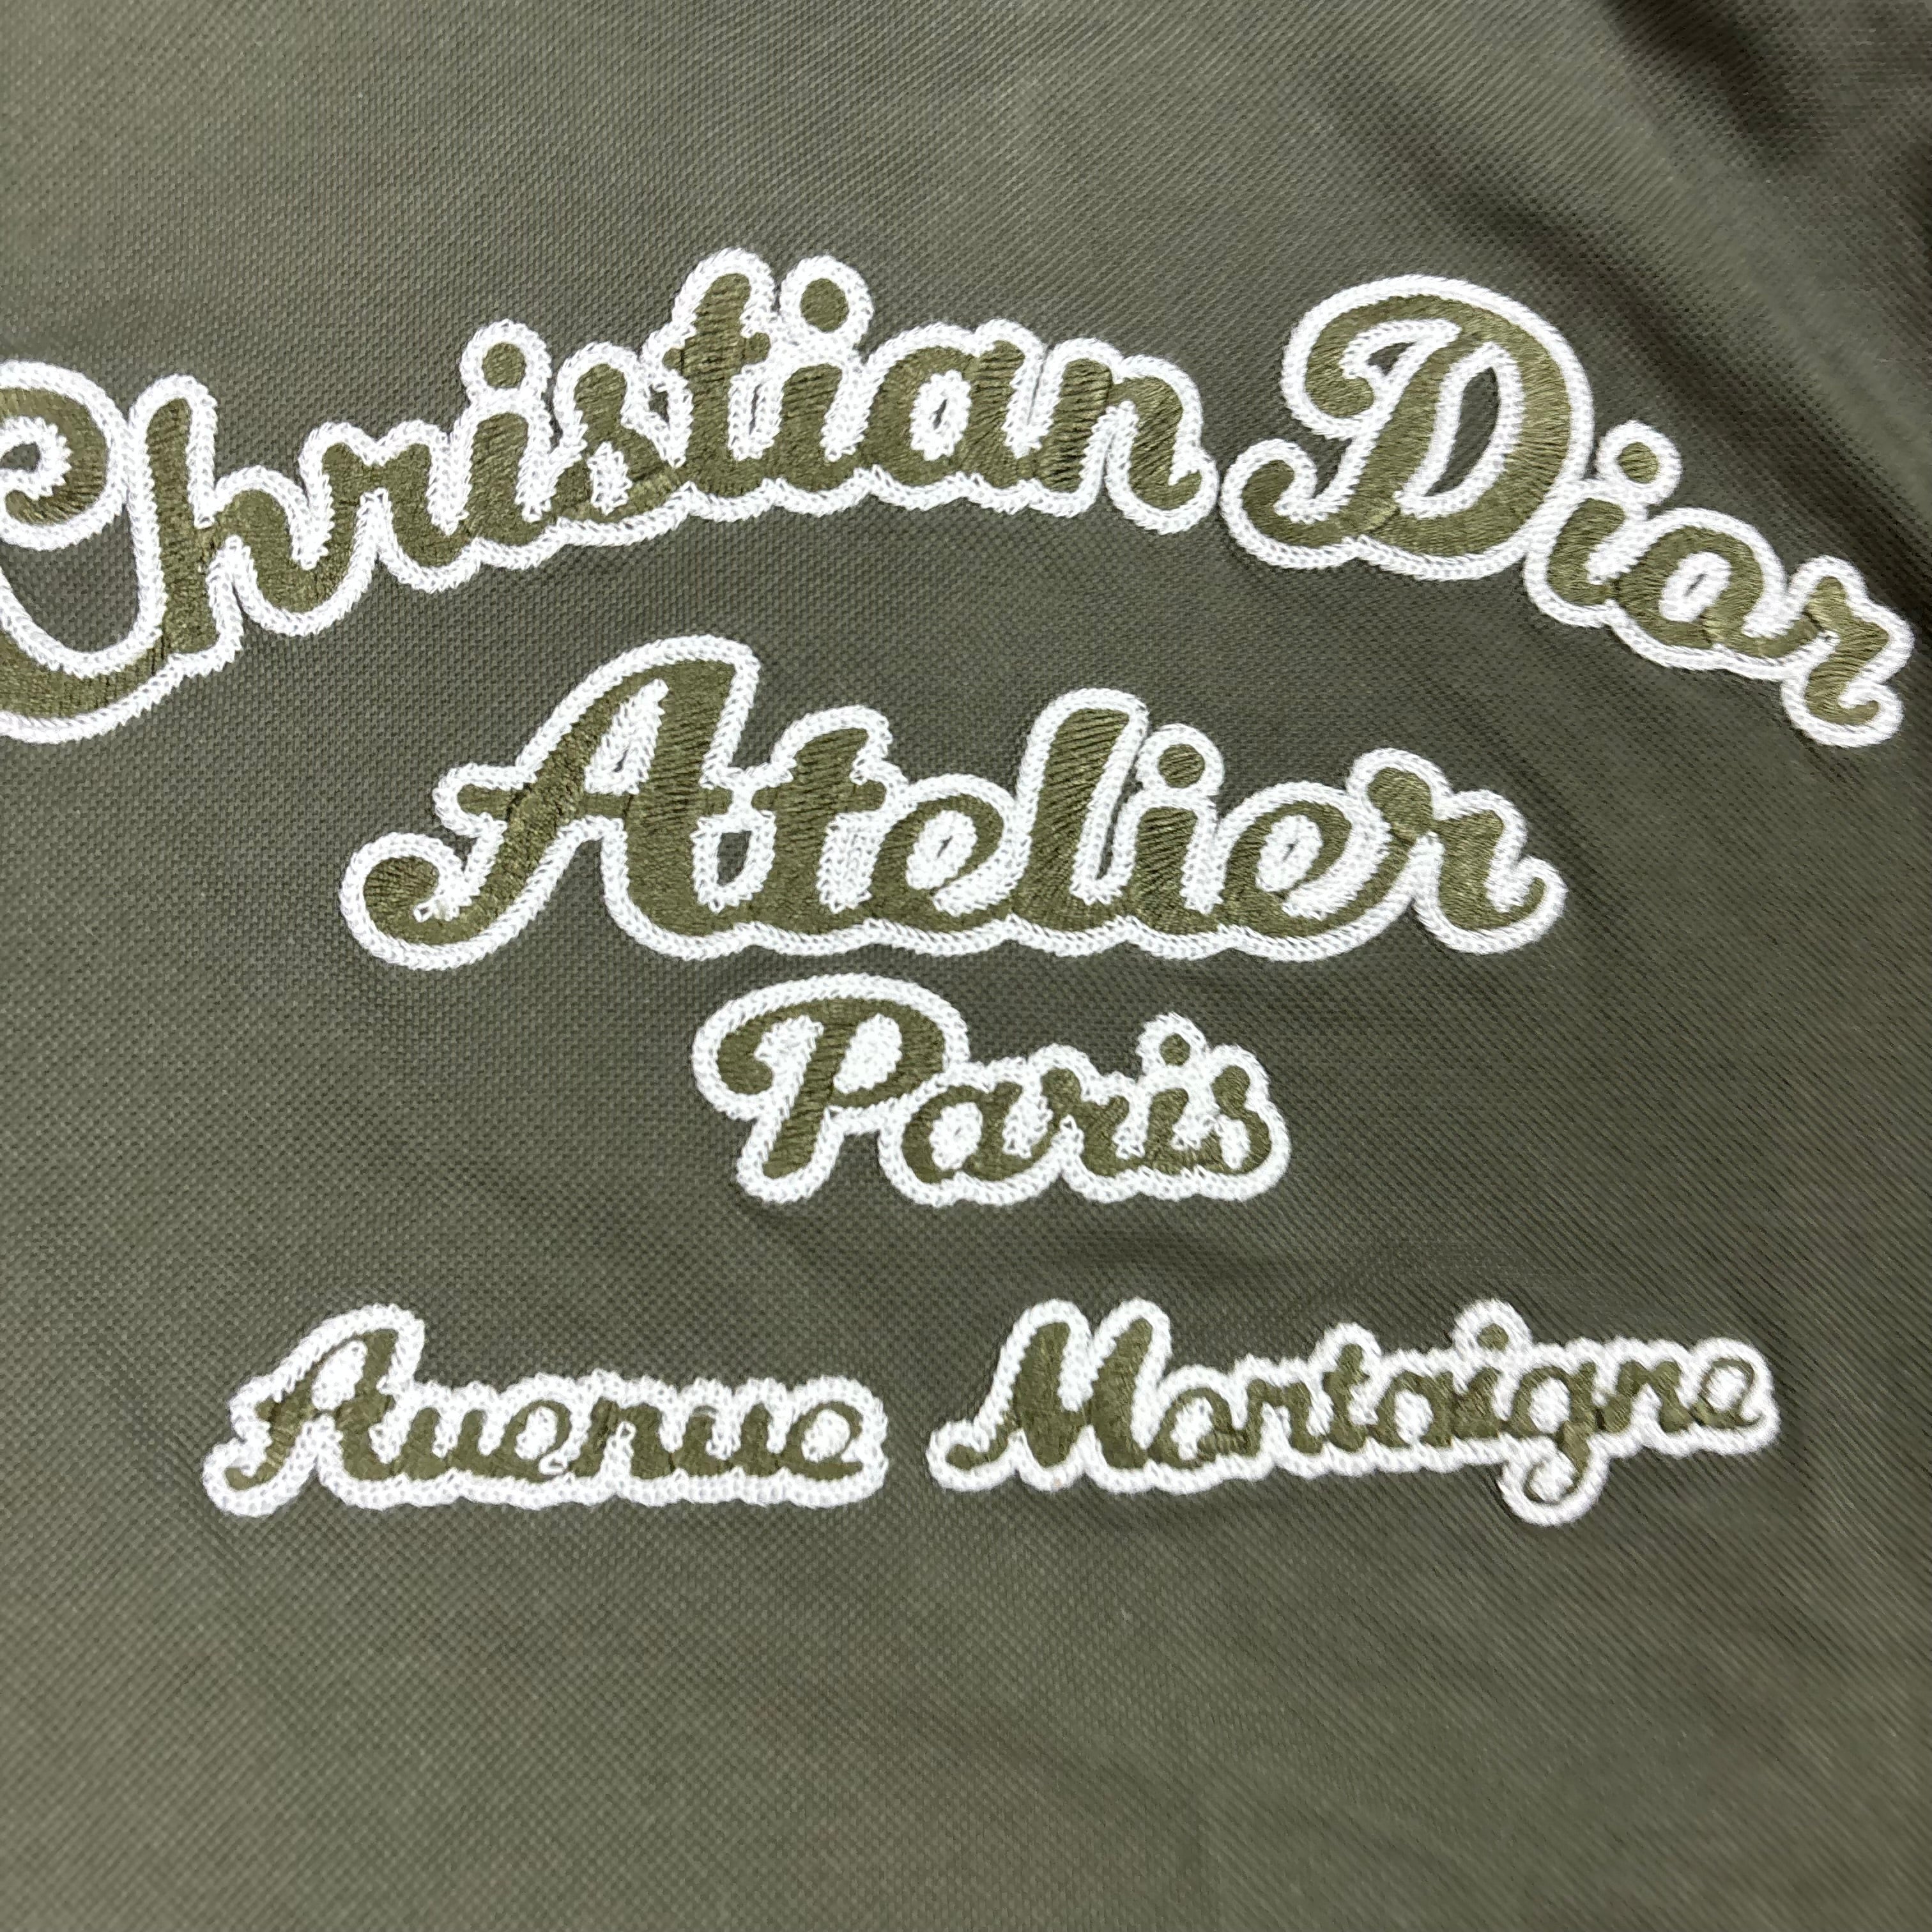 Christian Dior
Atelier
Paris
Avenue Montaigne